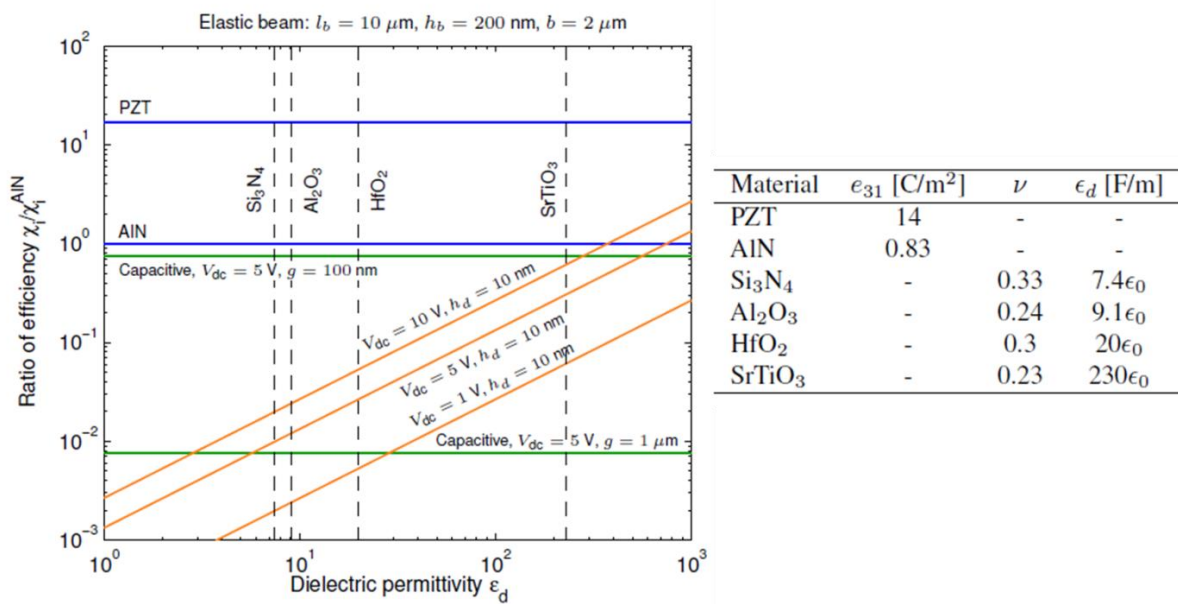 Elastic beam: l_b = 10 μm, h_b = 200 nm, b = 2 μm
Ratio of efficiency χ_i/χ_i^AlN
10^2
10^1
10^0
10^-1
10^-2
10^-3
PZT
AlN
Si₃N₄
Al₂O₃
HfO₂
SrTiO₃
Capacitive, V_dc = 5 V, g = 100 nm
V_dc = 10 V, h_d = 10 nm
V_dc = 5 V, h_d = 10 nm
V_dc = 1 V, h_d = 10 nm
Capacitive, V_dc = 5 V, g = 1 μm
10^0 10^1 10^2 10^3
Dielectric permittivity ε_d
Material e₃₁ [C/m²] ν ϵ_d [F/m]
PZT 14 - -
AlN 0.83 - -
Si₃N₄ - 0.33 7.4ϵ₀
Al₂O₃ - 0.24 9.1ϵ₀
HfO₂ - 0.3 20ϵ₀
SrTiO₃ - 0.23 230ϵ₀